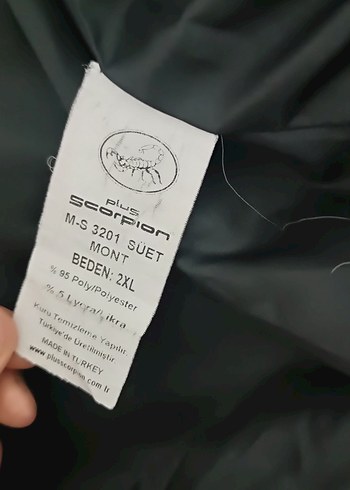 plus
scorpion
M-S 3201 SÜET
MONT
BEDEN: 2XL
% 95 Poly/Polyester
% 5 Lycra/Likra
Kuru Temizleme Yapılır.
Türkiye'de Üretilmiştir.
MADE IN TURKEY
www.plusscorpion.com.tr